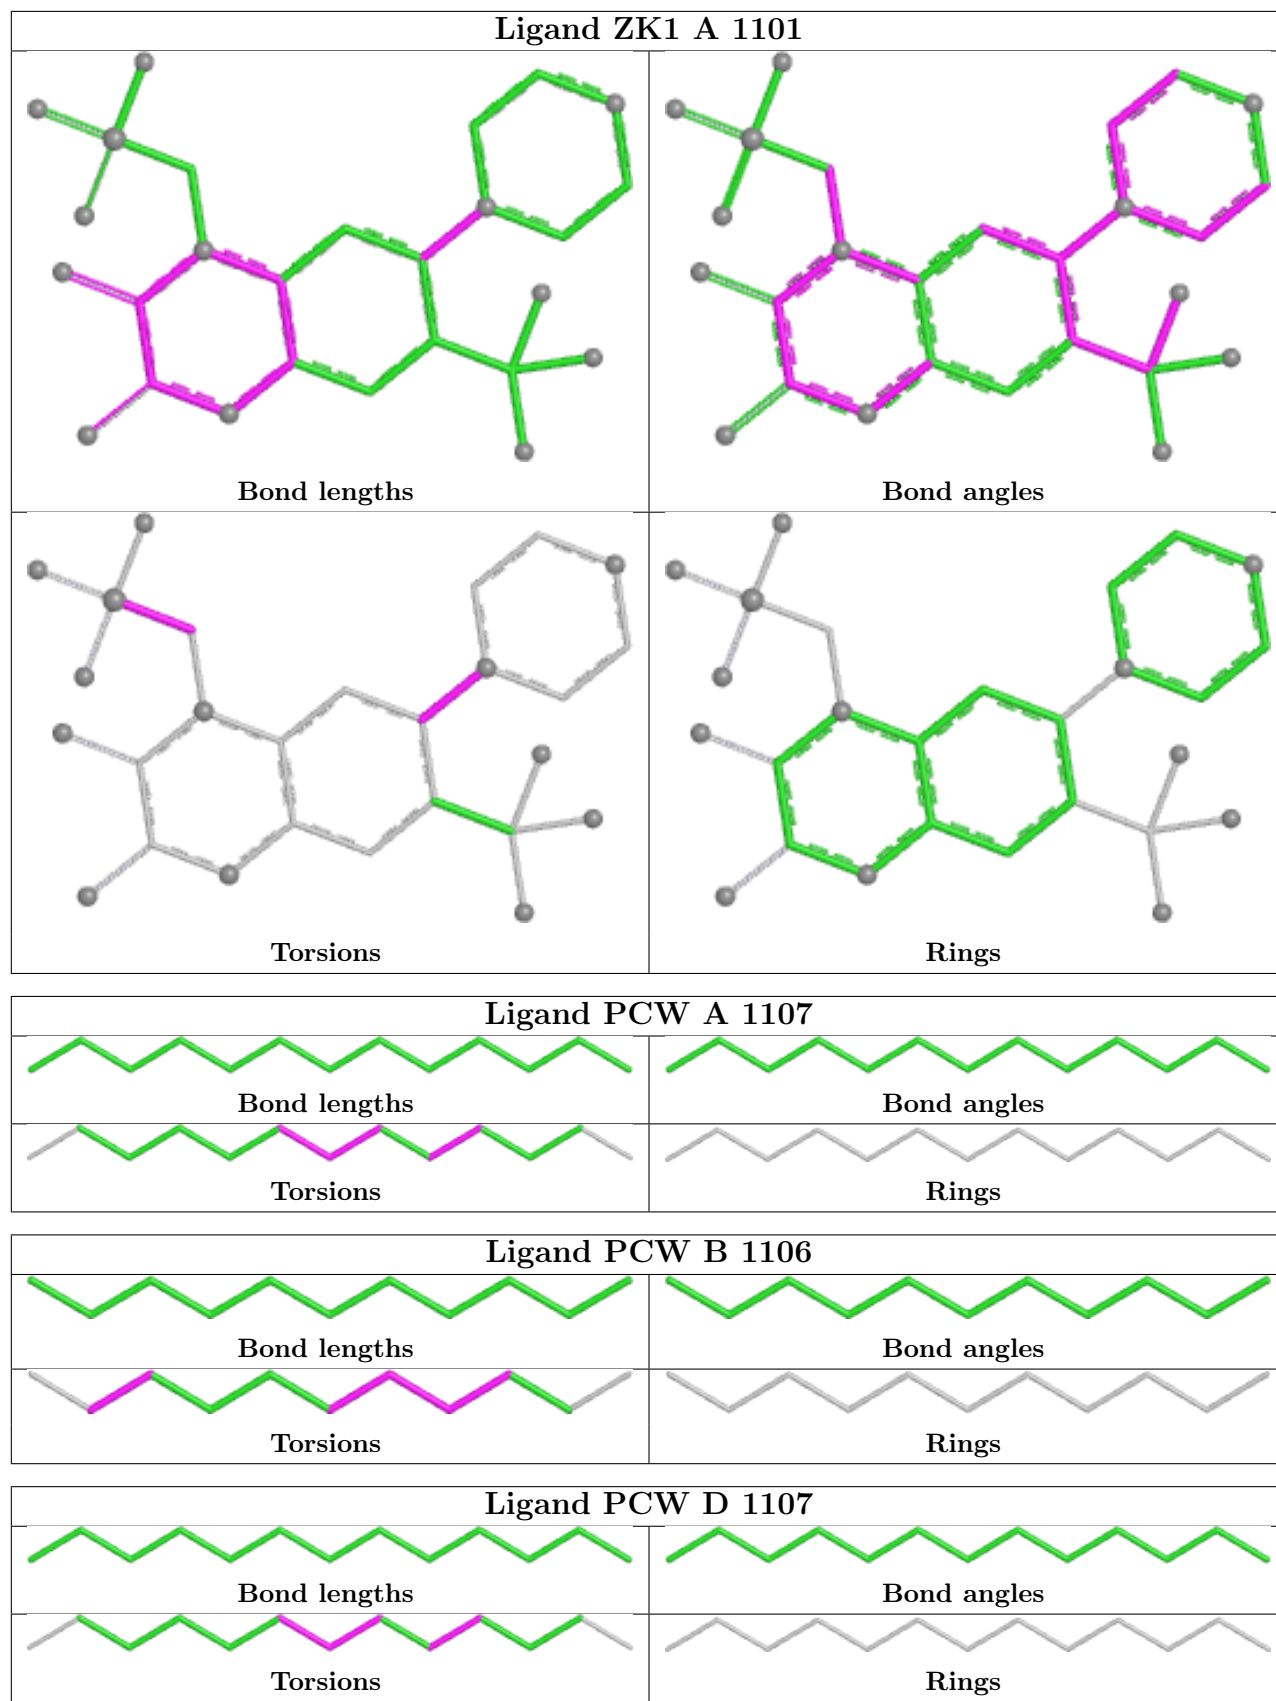 Ligand ZK1 A 1101
Bond lengths
Bond angles
Torsions
Rings
Ligand PCW A 1107
Bond lengths
Bond angles
Torsions
Rings
Ligand PCW B 1106
Bond lengths
Bond angles
Torsions
Rings
Ligand PCW D 1107
Bond lengths
Bond angles
Torsions
Rings